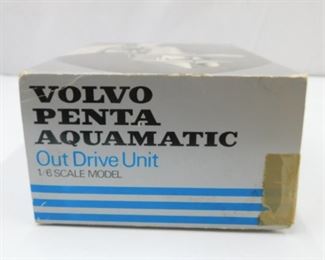 VOLVO
PENTA
AQUAMATIC
Out Drive Unit
1/6 SCALE MODEL